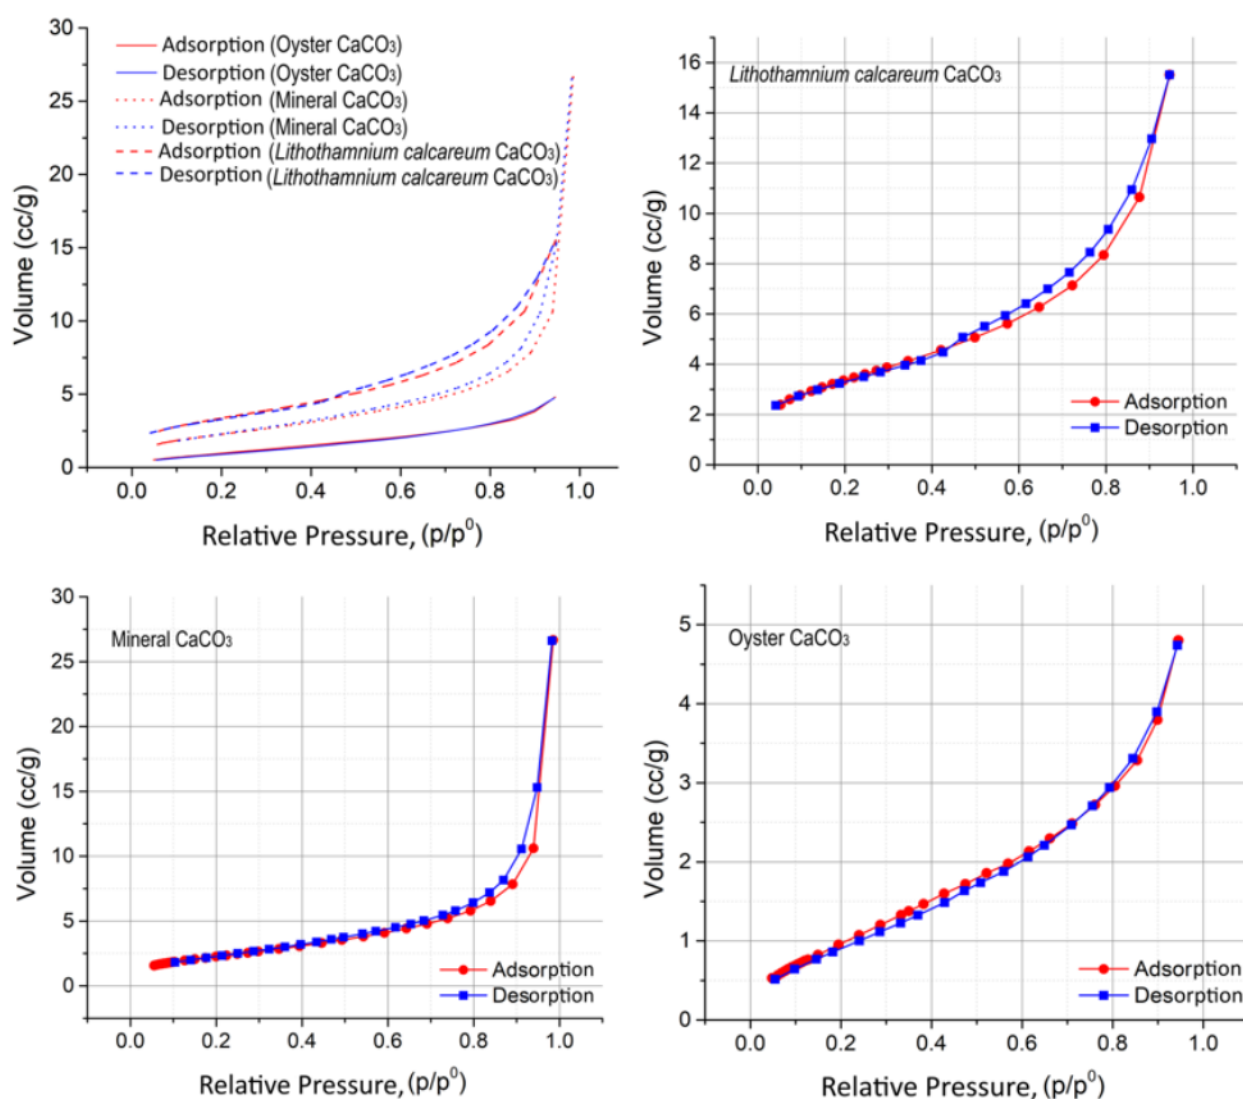 30
25
20
15
10
5
0
Volume (cc/g)
Adsorption (Oyster CaCO₃)
Desorption (Oyster CaCO₃)
Adsorption (Mineral CaCO₃)
Desorption (Mineral CaCO₃)
Adsorption (Lithothamnium calcareum CaCO₃)
Desorption (Lithothamnium calcareum CaCO₃)
0.0 0.2 0.4 0.6 0.8 1.0
Relative Pressure, (p/p⁰)
16
14
12
10
8
6
4
2
0
Volume (cc/g)
Lithothamnium calcareum CaCO₃
Adsorption
Desorption
0.0 0.2 0.4 0.6 0.8 1.0
Relative Pressure, (p/p⁰)
30
25
20
15
10
5
0
Volume (cc/g)
Mineral CaCO₃
Adsorption
Desorption
0.0 0.2 0.4 0.6 0.8 1.0
Relative Pressure, (p/p⁰)
5
4
3
2
1
0
Volume (cc/g)
Oyster CaCO₃
Adsorption
Desorption
0.0 0.2 0.4 0.6 0.8 1.0
Relative Pressure, (p/p⁰)